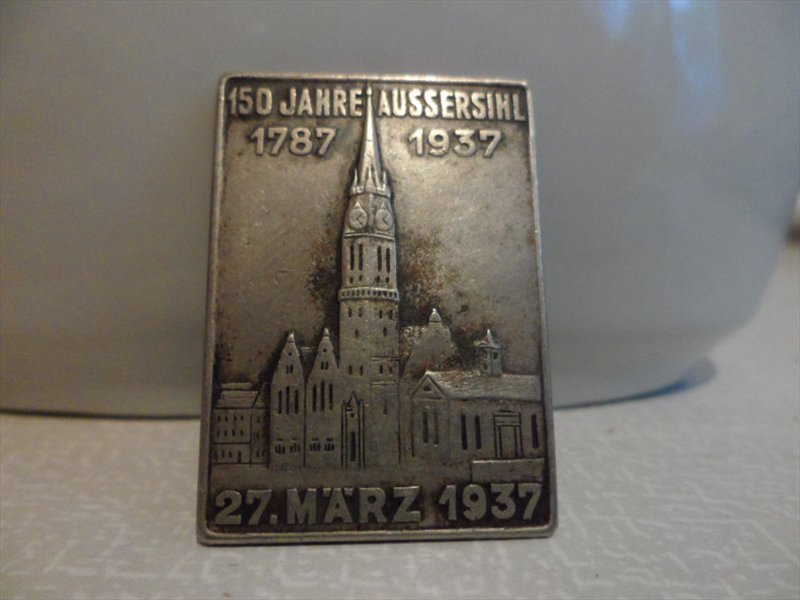 150 JAHRE AUSSERSIHL
1787 1937
27. MÄRZ 1937